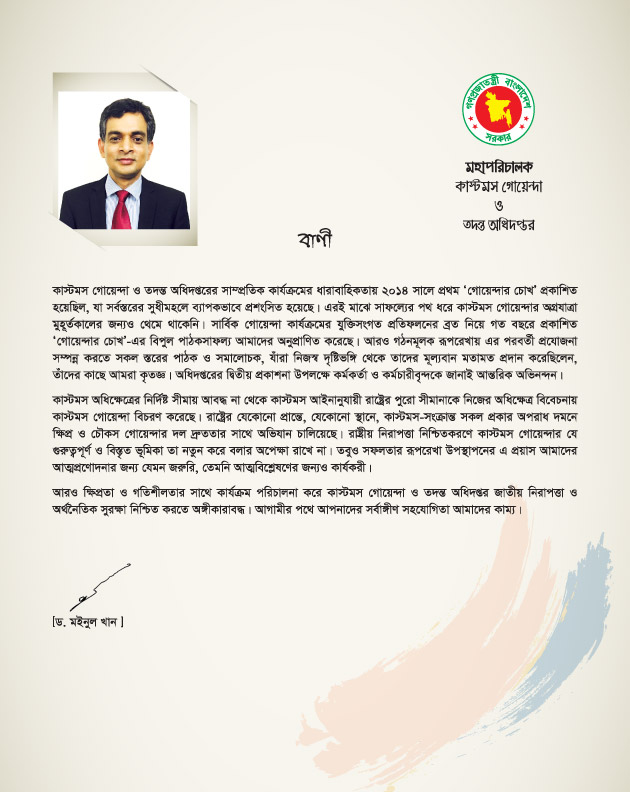 গণপ্রজাতন্ত্রী বাংলাদেশ
সরকার
মহাপরিচালক
কাস্টমস গোয়েন্দা
ও
তদন্ত অধিদপ্তর
বাণী
কাস্টমস গোয়েন্দা ও তদন্ত অধিদপ্তরের সাম্প্রতিক কার্যক্রমের ধারাবাহিকতায় ২০১৪ সালে প্রথম ‘গোয়েন্দার চোখ’ প্রকাশিত
হয়েছিল, যা সর্বস্তরের সুধীমহলে ব্যাপকভাবে প্রশংসিত হয়েছে। এরই মাঝে সাফল্যের পথ ধরে কাস্টমস গোয়েন্দার অগ্রযাত্রা
মুহূর্তকালের জন্যও থেমে থাকেনি। সার্বিক গোয়েন্দা কার্যক্রমের যুক্তিসংগত প্রতিফলনের ব্রত নিয়ে গত বছরে প্রকাশিত
‘গোয়েন্দার চোখ’-এর বিপুল পাঠকসাফল্য আমাদের অনুপ্রাণিত করেছে। আরও গঠনমূলক রূপরেখায় এর পরবর্তী প্রযোজনা
সম্পন্ন করতে সকল স্তরের পাঠক ও সমালোচক, যাঁরা নিজস্ব দৃষ্টিভঙ্গি থেকে তাদের মূল্যবান মতামত প্রদান করেছিলেন,
তাঁদের কাছে আমরা কৃতজ্ঞ। অধিদপ্তরের দ্বিতীয় প্রকাশনা উপলক্ষে কর্মকর্তা ও কর্মচারীবৃন্দকে জানাই আন্তরিক অভিনন্দন।
কাস্টমস অধিক্ষেত্রের নির্দিষ্ট সীমায় আবদ্ধ না থেকে কাস্টমস আইনানুযায়ী রাষ্ট্রের পুরো সীমানাকে নিজের অধিক্ষেত্র বিবেচনায়
কাস্টমস গোয়েন্দা বিচরণ করেছে। রাষ্ট্রের যেকোনো প্রান্তে, যেকোনো স্থানে, কাস্টমস-সংক্রান্ত সকল প্রকার অপরাধ দমনে
ক্ষিপ্র ও চৌকস গোয়েন্দার দল দ্রুততার সাথে অভিযান চালিয়েছে। রাষ্ট্রীয় নিরাপত্তা নিশ্চিতকরণে কাস্টমস গোয়েন্দার যে
গুরুত্বপূর্ণ ও বিস্তৃত ভূমিকা তা নতুন করে বলার অপেক্ষা রাখে না। তবুও সফলতার রূপরেখা উপস্থাপনের এ প্রয়াস আমাদের
আত্মপ্রণোদনার জন্য যেমন জরুরি, তেমনি আত্মবিশ্লেষণের জন্যও কার্যকরী।
আরও ক্ষিপ্রতা ও গতিশীলতার সাথে কার্যক্রম পরিচালনা করে কাস্টমস গোয়েন্দা ও তদন্ত অধিদপ্তর জাতীয় নিরাপত্তা ও
অর্থনৈতিক সুরক্ষা নিশ্চিত করতে অঙ্গীকারাবদ্ধ। আগামীর পথে আপনাদের সর্বাঙ্গীণ সহযোগিতা আমাদের কাম্য।
[ড. মইনুল খান ]